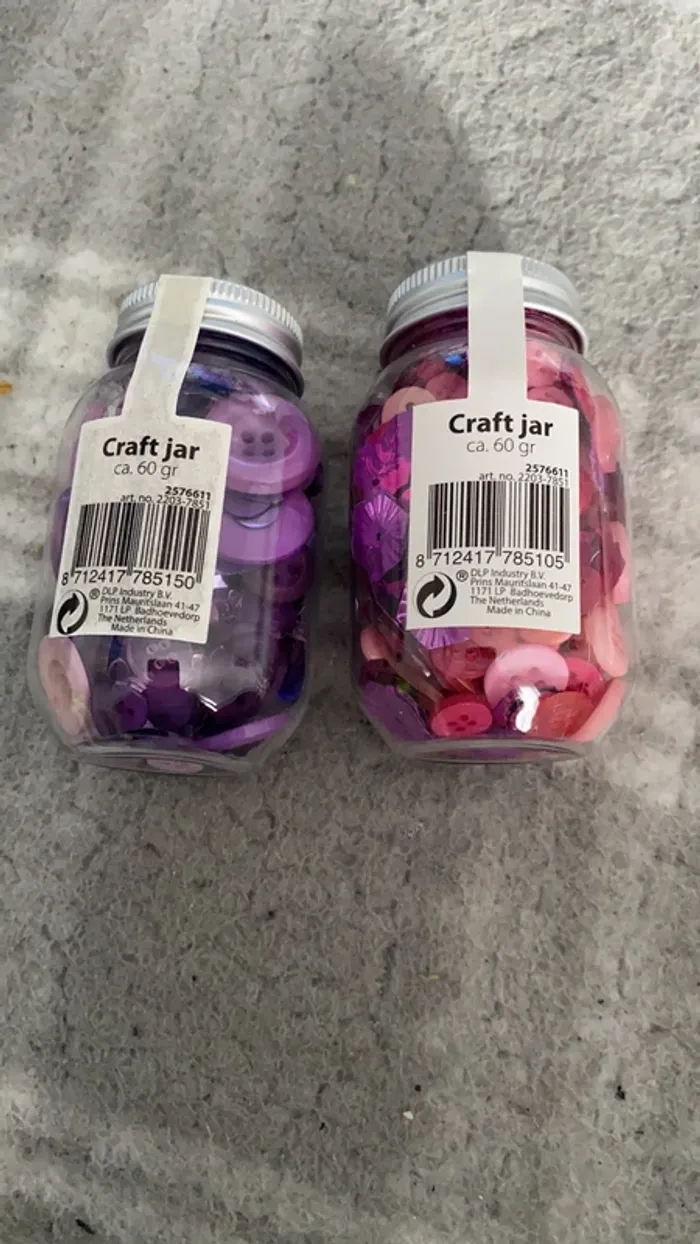 Craft jar
ca. 60 gr
2576611
art. no. 2203-7851
8 712417 785150
® DLP Industry B.V.
Prins Mauritslaan 41-47
1171 LP Badhoevedorp
The Netherlands
Made in China
Craft jar
ca. 60 gr
2576611
art. no. 2203-7851
8 712417 785105
® DLP Industry B.V.
Prins Mauritslaan 41-47
1171 LP Badhoevedorp
The Netherlands
Made in China